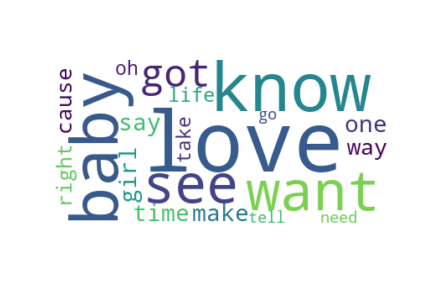 oh
got
know
cause
life
baby
love
go
say
take
one
way
right
girl
see
want
time
make
tell
need